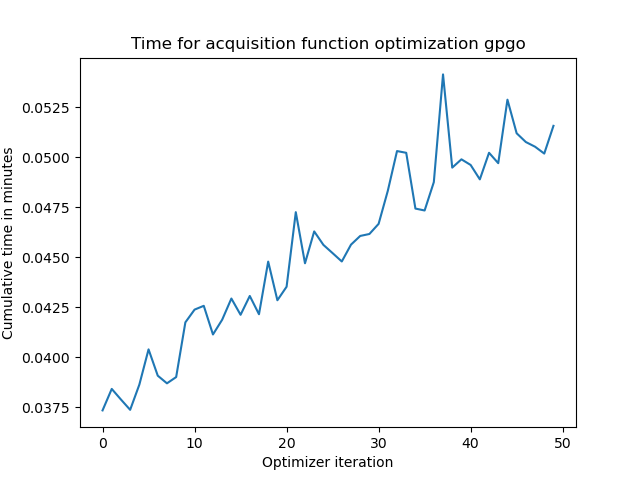 Time for acquisition function optimization gpgo
Cumulative time in minutes
0.0525
0.0500
0.0475
0.0450
0.0425
0.0400
0.0375
0 10 20 30 40 50
Optimizer iteration